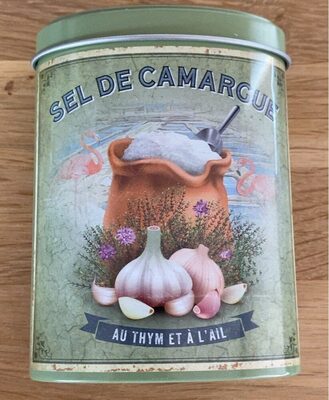 SEL DE CAMARGUE
AU THYM ET À L'AIL